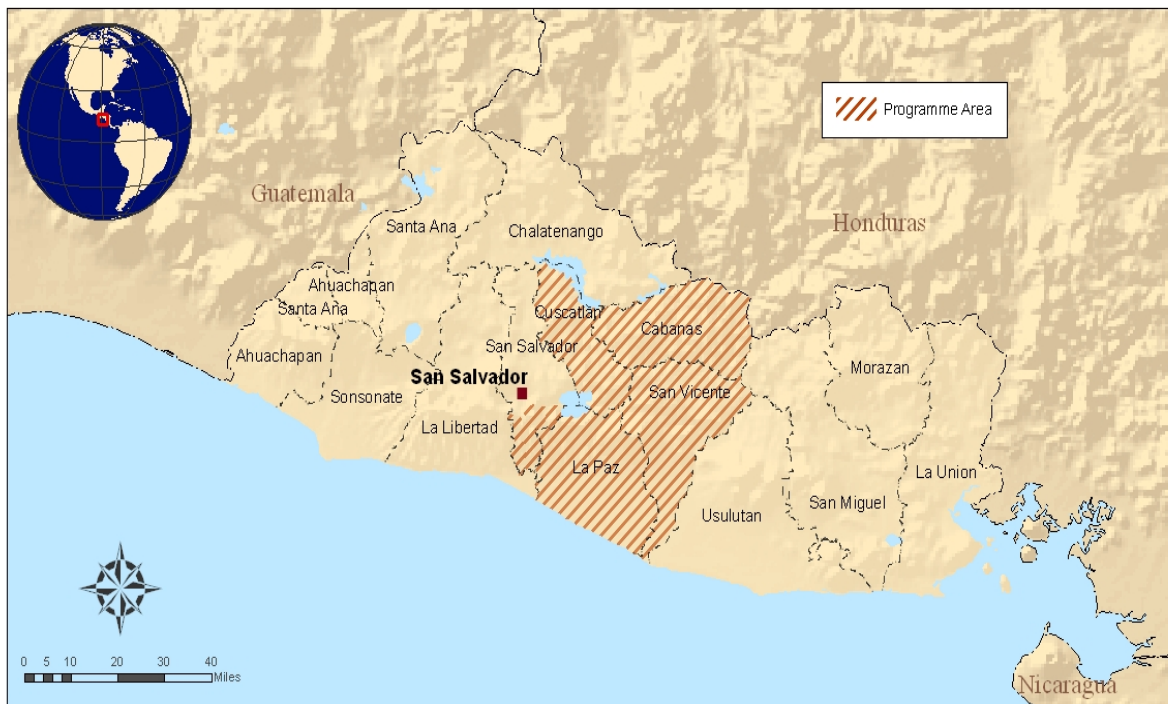 Programme Area
Guatemala
Honduras
Santa Ana
Chalatenango
Ahuachapan
Santa Ana
Cuscatlan
Cabanas
Ahuachapan
San Salvador
Morazan
San Salvador
Sonsonate
San Vicente
La Libertad
La Paz
La Union
Usulutan
San Miguel
0 5 10 20 30 40
Miles
Nicaragua